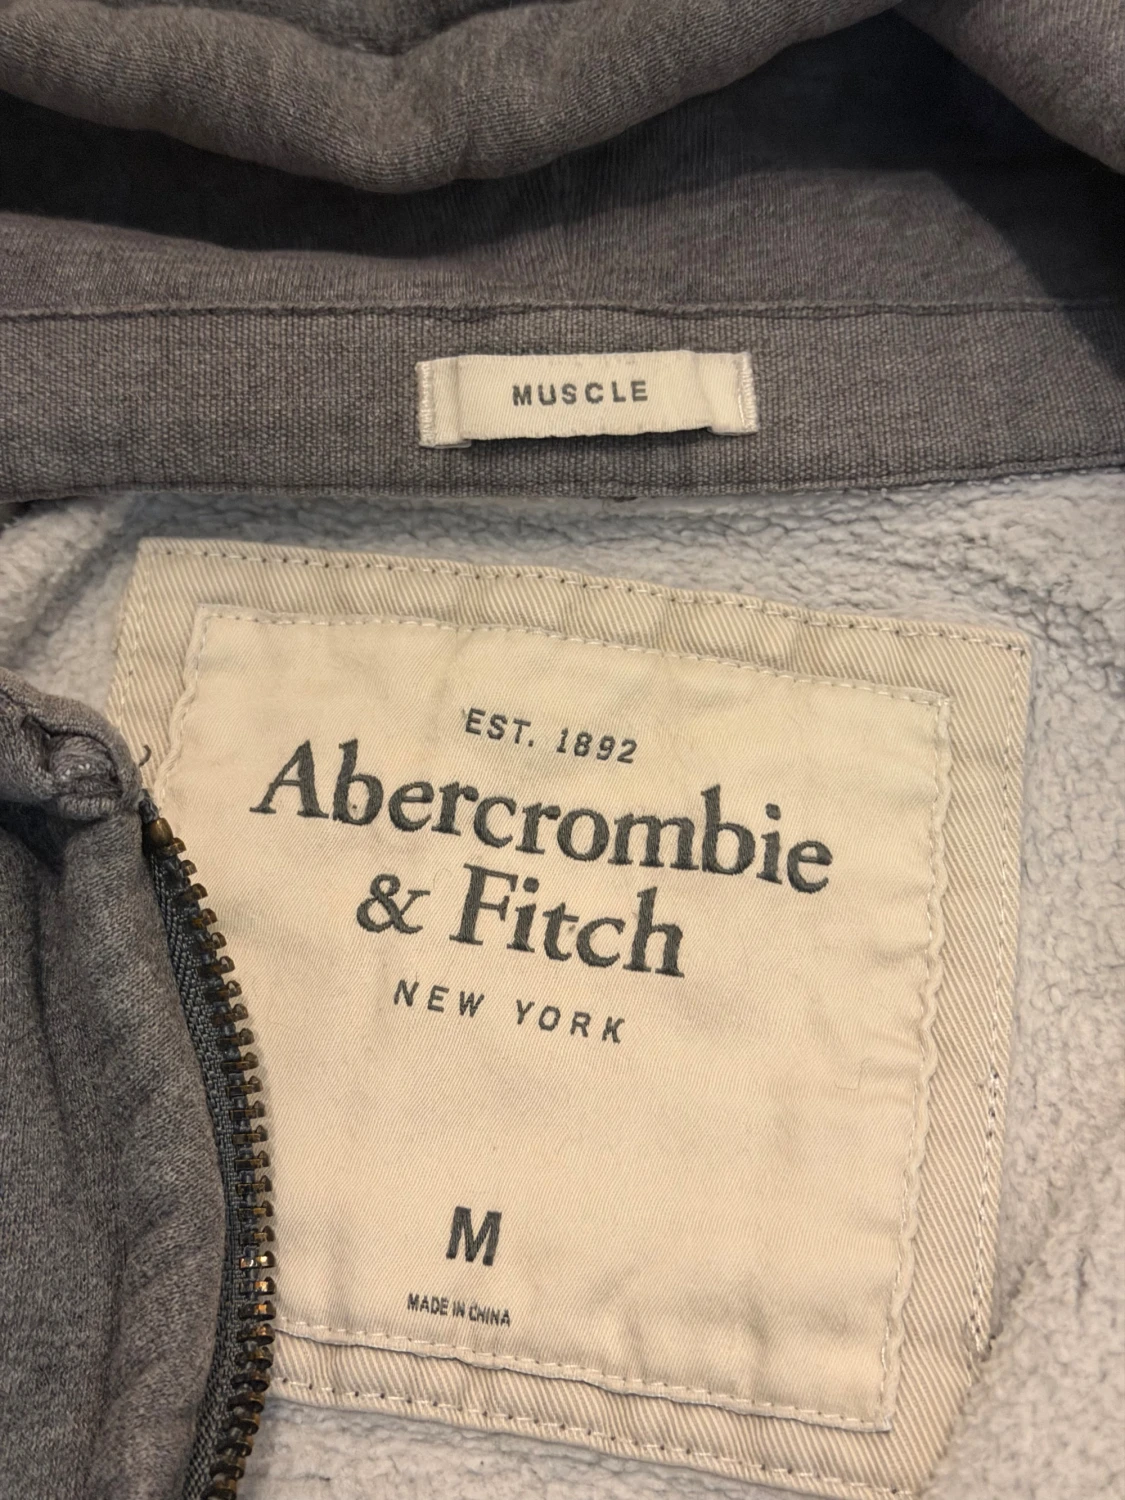 MUSCLE
EST. 1892
Abercrombie
& Fitch
NEW YORK
M
MADE IN CHINA